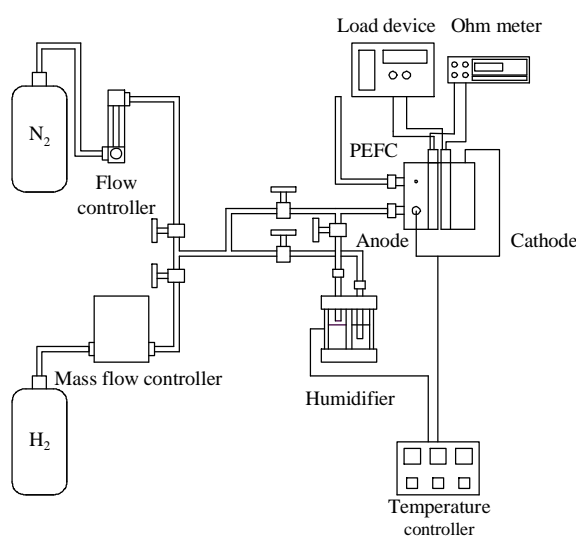 Load device
Ohm meter
N2
PEFC
Flow
controller
Anode
Cathode
Mass flow controller
Humidifier
H2
Temperature
controller